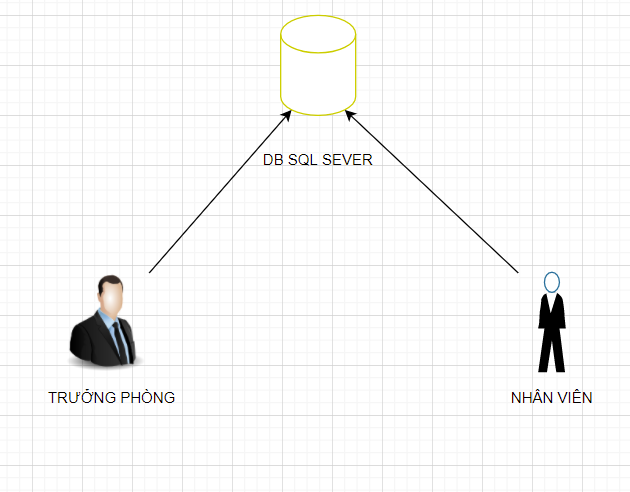 DB SQL SEVER
TRƯỞNG PHÒNG
NHÂN VIÊN